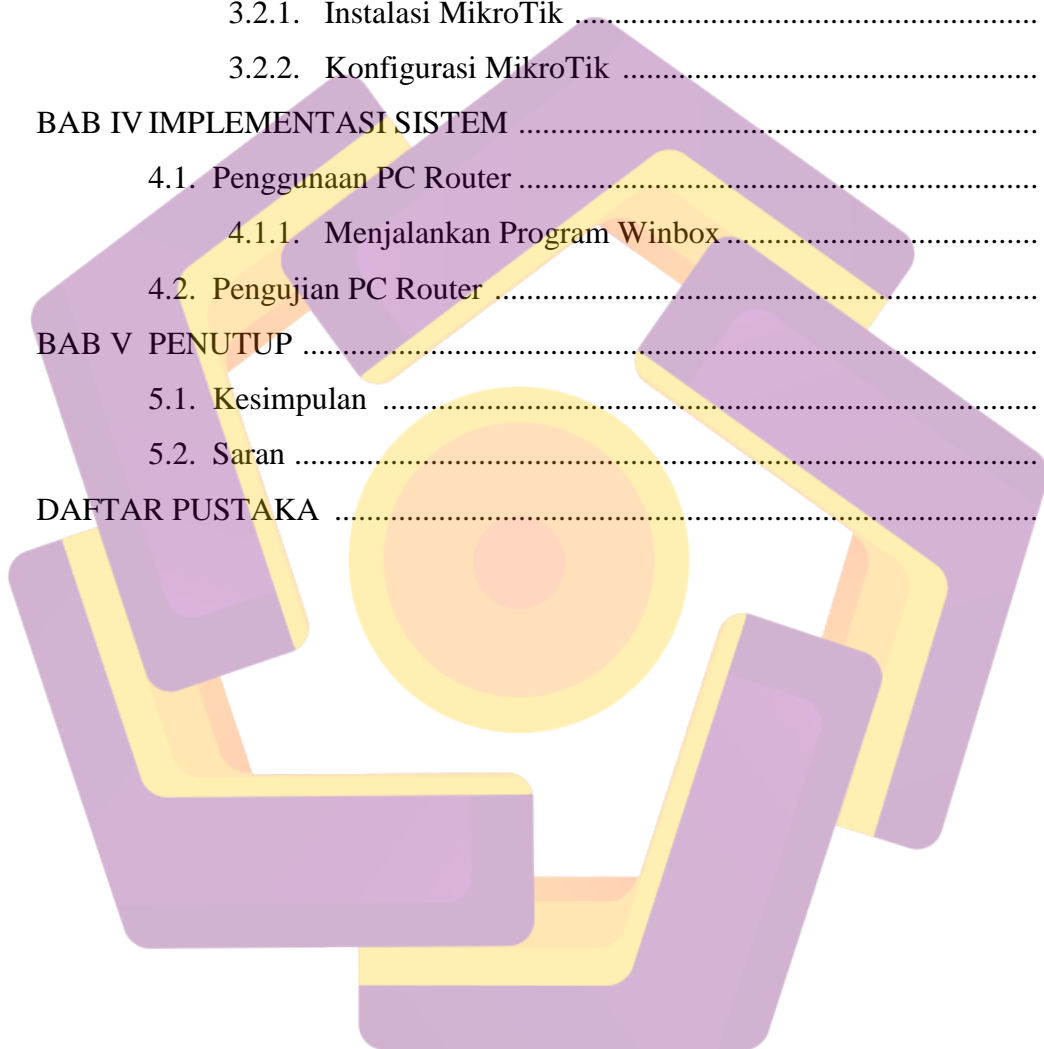 3.2.1. Instalasi MikroTik ................................................
3.2.2. Konfigurasi MikroTik ................................................
BAB IV IMPLEMENTASI SISTEM ................................................
4.1. Penggunaan PC Router ................................................
4.1.1. Menjalankan Program Winbox ................................................
4.2. Pengujian PC Router ................................................
BAB V PENUTUP ................................................
5.1. Kesimpulan ................................................
5.2. Saran ................................................
DAFTAR PUSTAKA ................................................